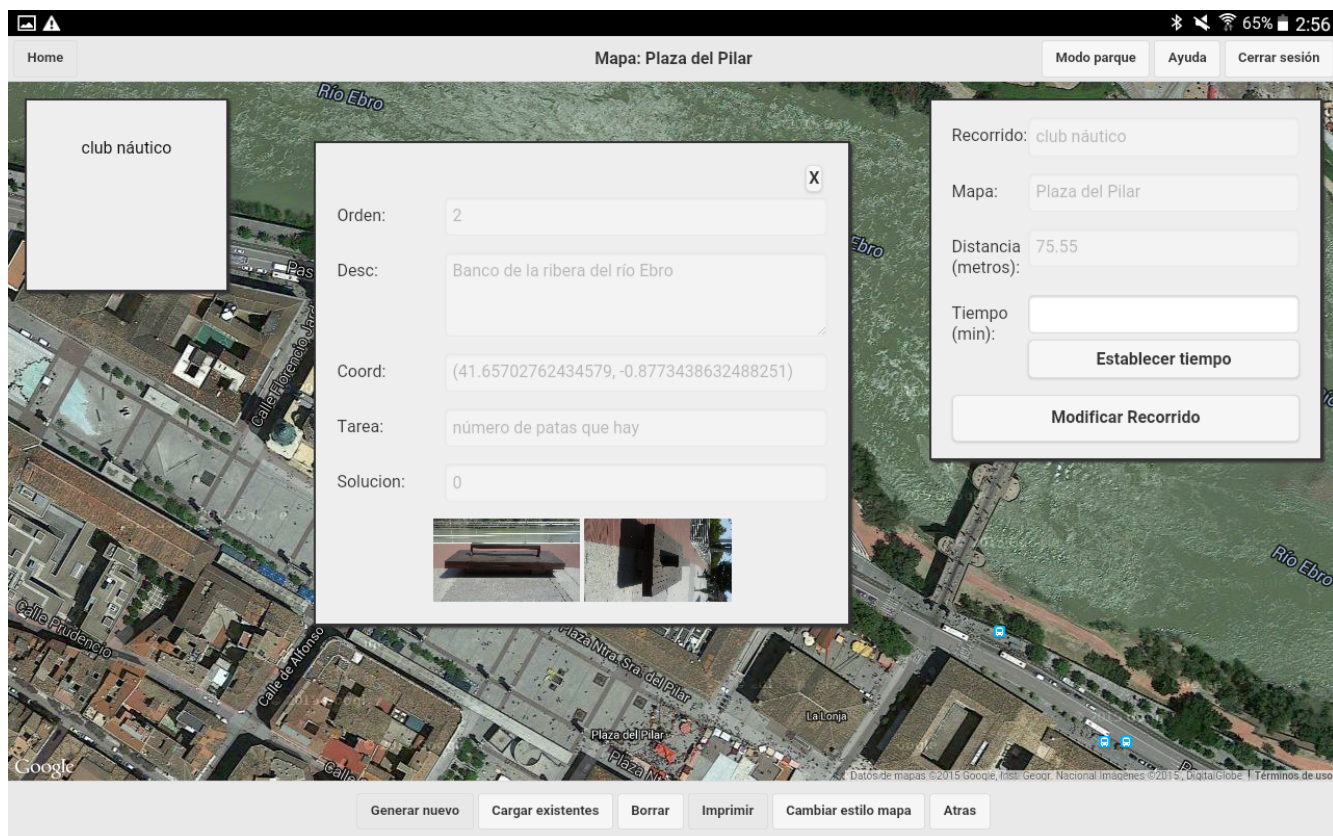 65% 2:56
Home
Mapa: Plaza del Pilar
Modo parque
Ayuda
Cerrar sesión
Río Ebro
club náutico
X
Orden:
2
Desc:
Banco de la ribera del río Ebro
Coord:
(41.65702762434579, -0.8773438632488251)
Tarea:
número de patas que hay
Solucion:
0
Recorrido:
club náutico
Mapa:
Plaza del Pilar
Distancia
(metros):
75.55
Tiempo
(min):
Establecer tiempo
Modificar Recorrido
Ebro
Pas
Calle Florencio Jard
Río Ebro
Calle Prudencio
Calle de Alfonso
Plaza Ntra. Sra. del Pilar
La Lonja
Plaza del Pilar
Plaza N
Calle
Google
Datos de mapas ©2015 Google, Inst. Geogr. Nacional Imágenes ©2015 , DigitalGlobe
Términos de uso
Generar nuevo
Cargar existentes
Borrar
Imprimir
Cambiar estilo mapa
Atras